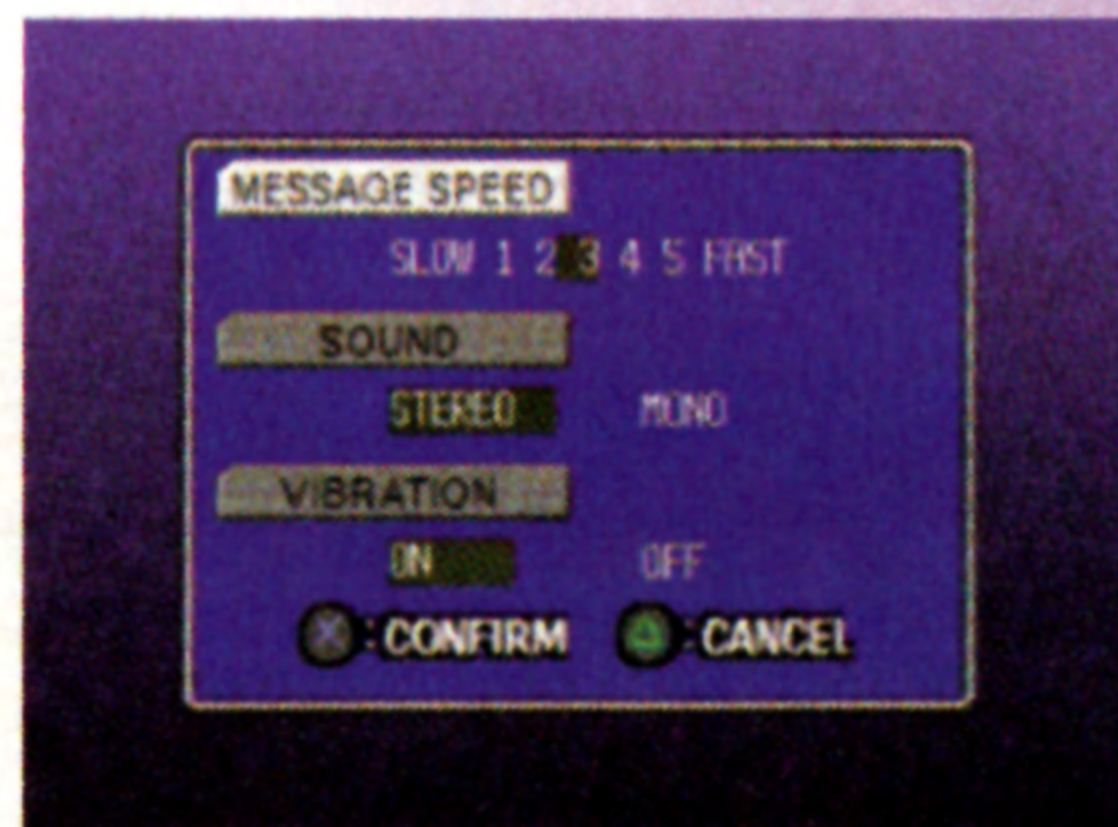 MESSAGE SPEED
SLOW 1 2 3 4 5 FAST
SOUND
STEREO MONO
VIBRATION
ON OFF
X : CONFIRM △ : CANCEL